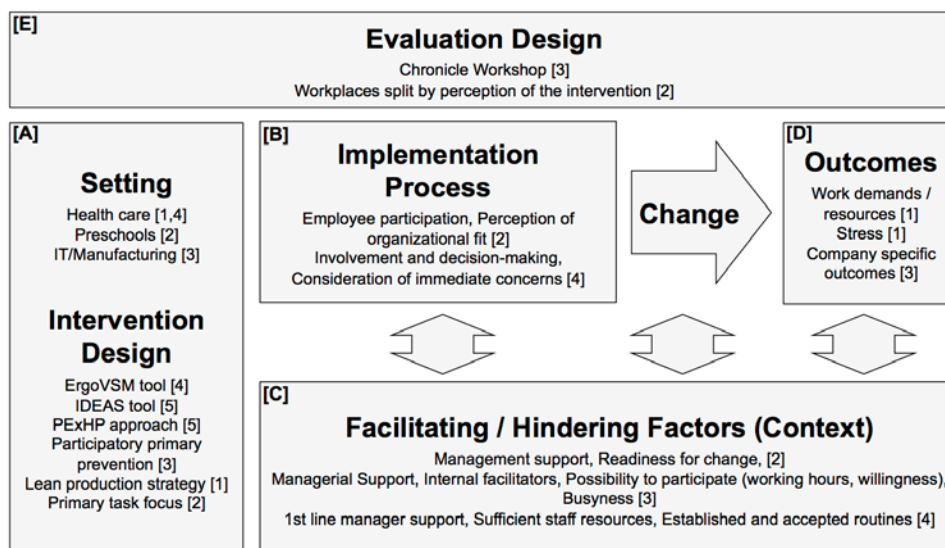 [E]
Evaluation Design
Chronicle Workshop [3]
Workplaces split by perception of the intervention [2]
[A]
Setting
Health care [1,4]
Preschools [2]
IT/Manufacturing [3]
Intervention
Design
ErgoVSM tool [4]
IDEAS tool [5]
PExHP approach [5]
Participatory primary
prevention [3]
Lean production strategy [1]
Primary task focus [2]
[B]
Implementation
Process
Employee participation, Perception of
organizational fit [2]
Involvement and decision-making,
Consideration of immediate concerns [4]
Change
[D]
Outcomes
Work demands /
resources [1]
Stress [1]
Company specific
outcomes [3]
[C]
Facilitating / Hindering Factors (Context)
Management support, Readiness for change, [2]
Managerial Support, Internal facilitators, Possibility to participate (working hours, willingness),
Busyness [3]
1st line manager support, Sufficient staff resources, Established and accepted routines [4]